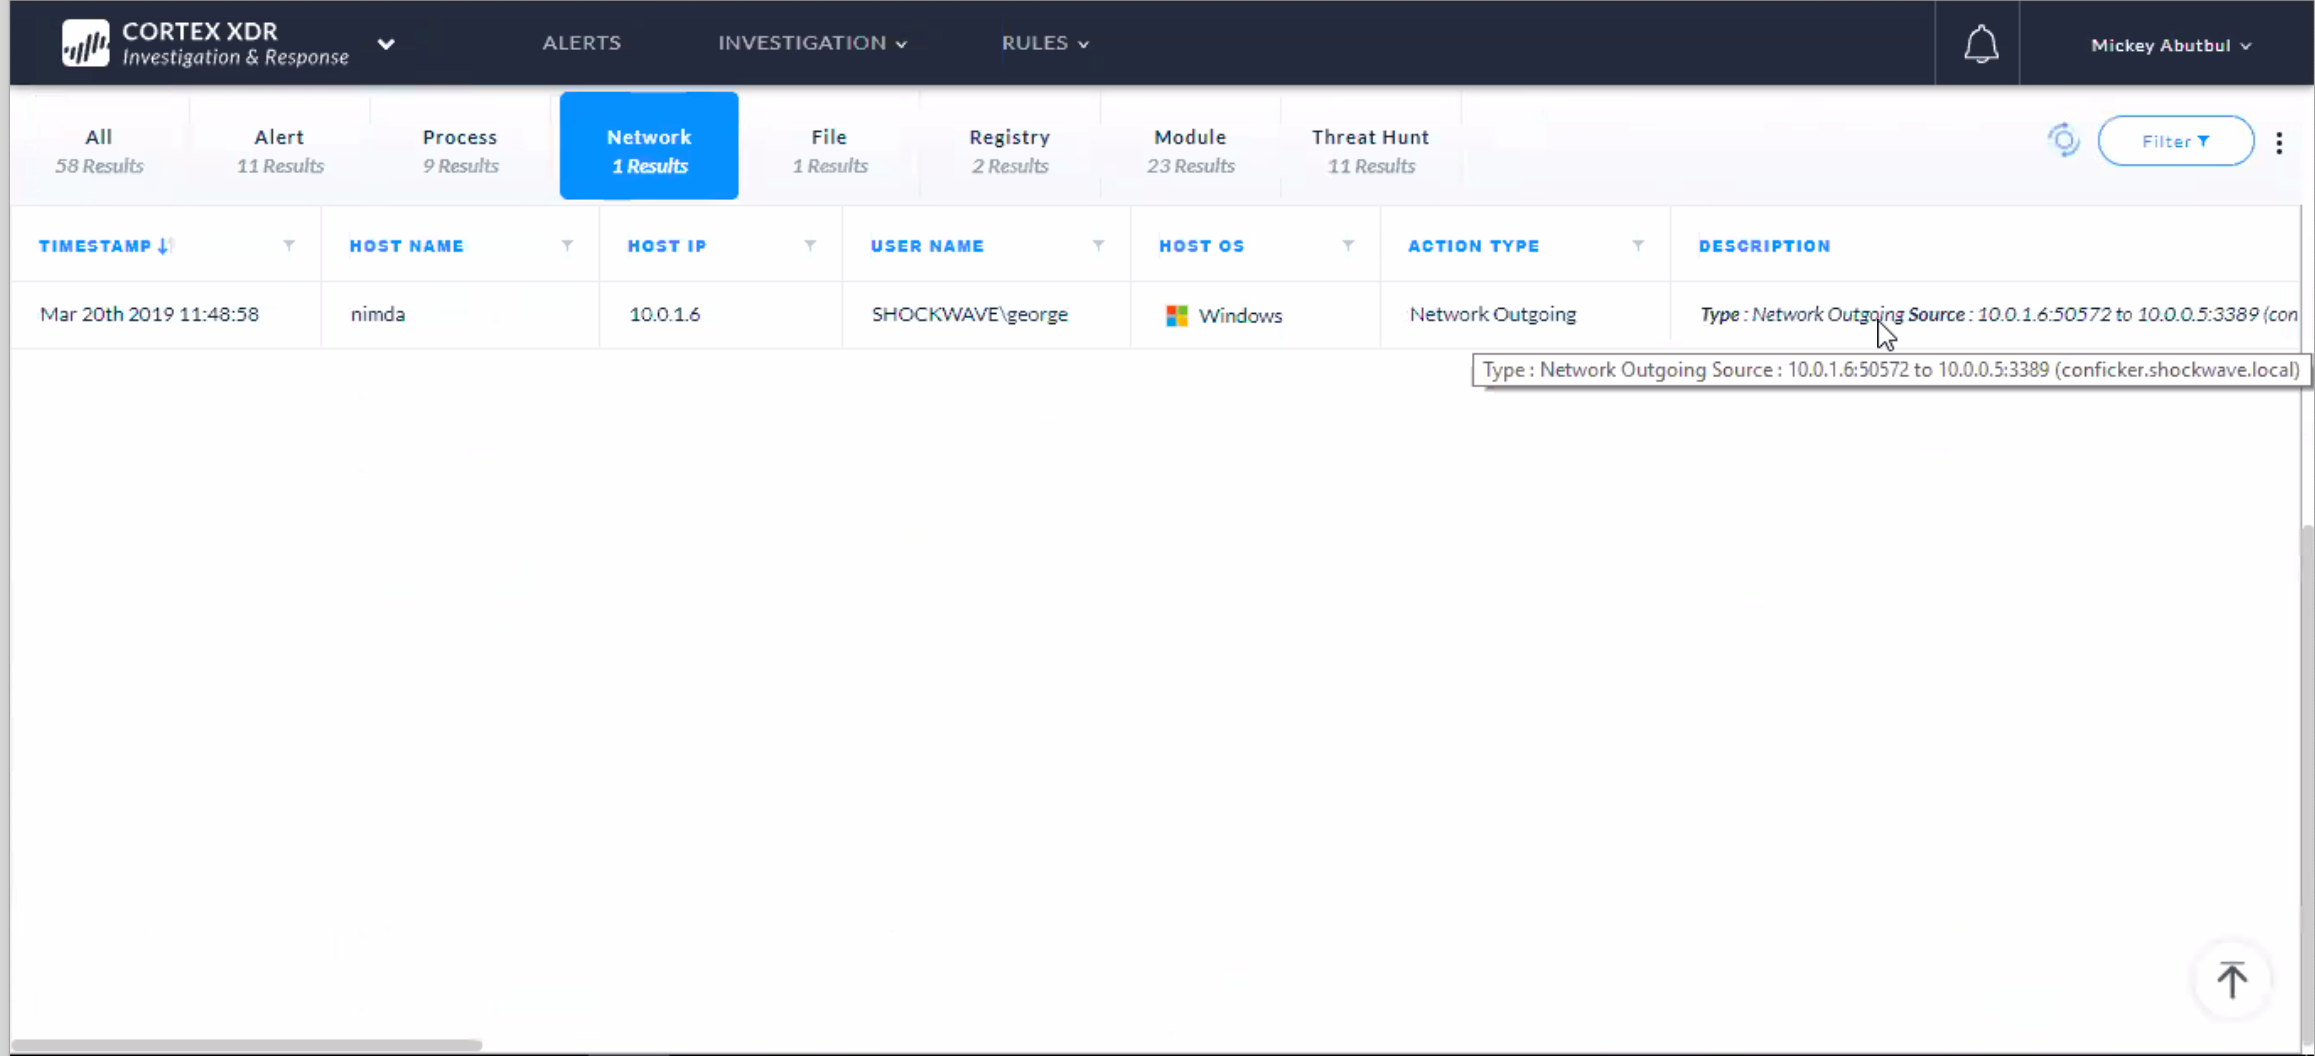 CORTEX XDR
Investigation & Response
ALERTS
INVESTIGATION
RULES
Mickey Abutbul
All
58 Results
Alert
11 Results
Process
9 Results
Network
1 Results
File
1 Results
Registry
2 Results
Module
23 Results
Threat Hunt
11 Results
Filter
TIMESTAMP
HOST NAME
HOST IP
USER NAME
HOST OS
ACTION TYPE
DESCRIPTION
Mar 20th 2019 11:48:58
nimda
10.0.1.6
SHOCKWAVE\george
Windows
Network Outgoing
Type : Network Outgoing Source : 10.0.1.6:50572 to 10.0.0.5:3389 (con
Type : Network Outgoing Source : 10.0.1.6:50572 to 10.0.0.5:3389 (conficker.shockwave.local)